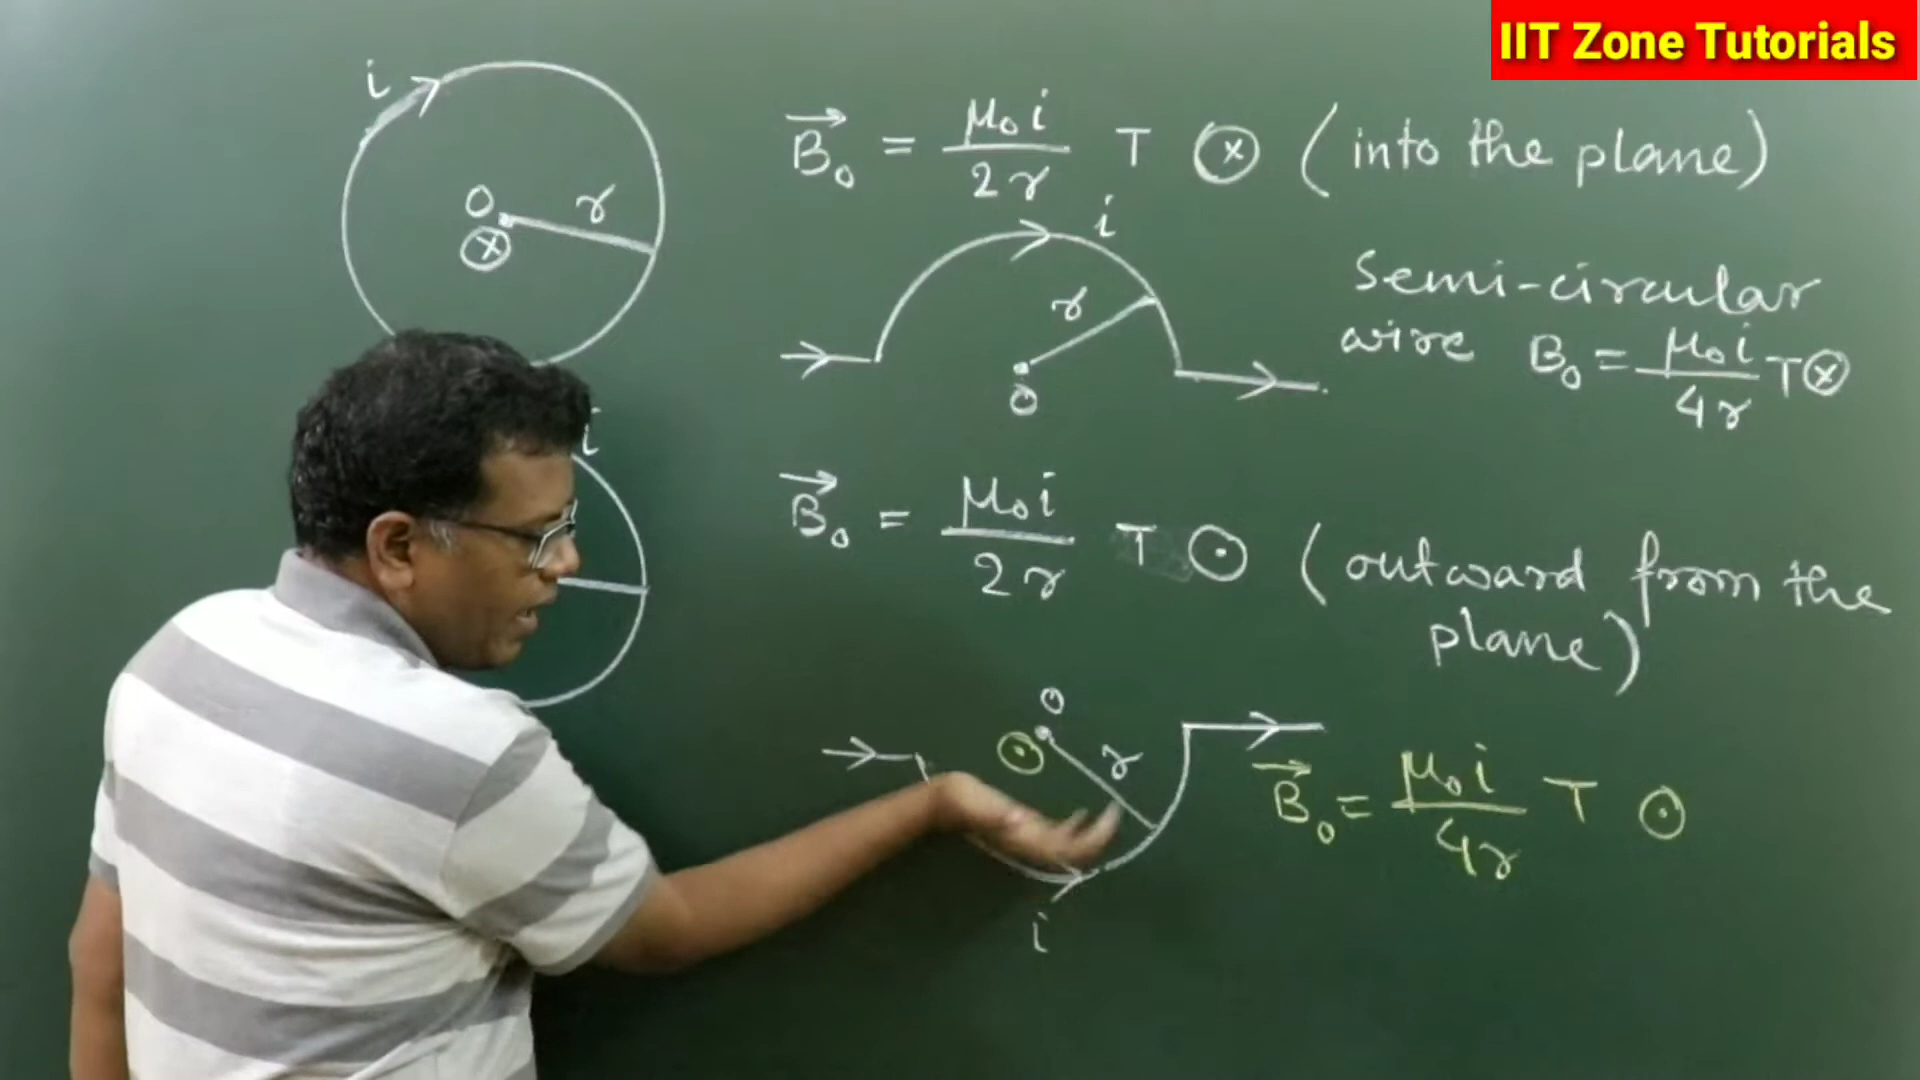 IIT Zone Tutorials
i
B₀ = μ₀i / 2r T ⊗ (into the plane)
O r
⊗
i
r
O
Semi-circular
wire B₀ = μ₀i / 4r T ⊗
i
B₀ = μ₀i / 2r T ⊙ (outward from the
plane)
O
⊙ r
B₀ = μ₀i / 4r T ⊙
i